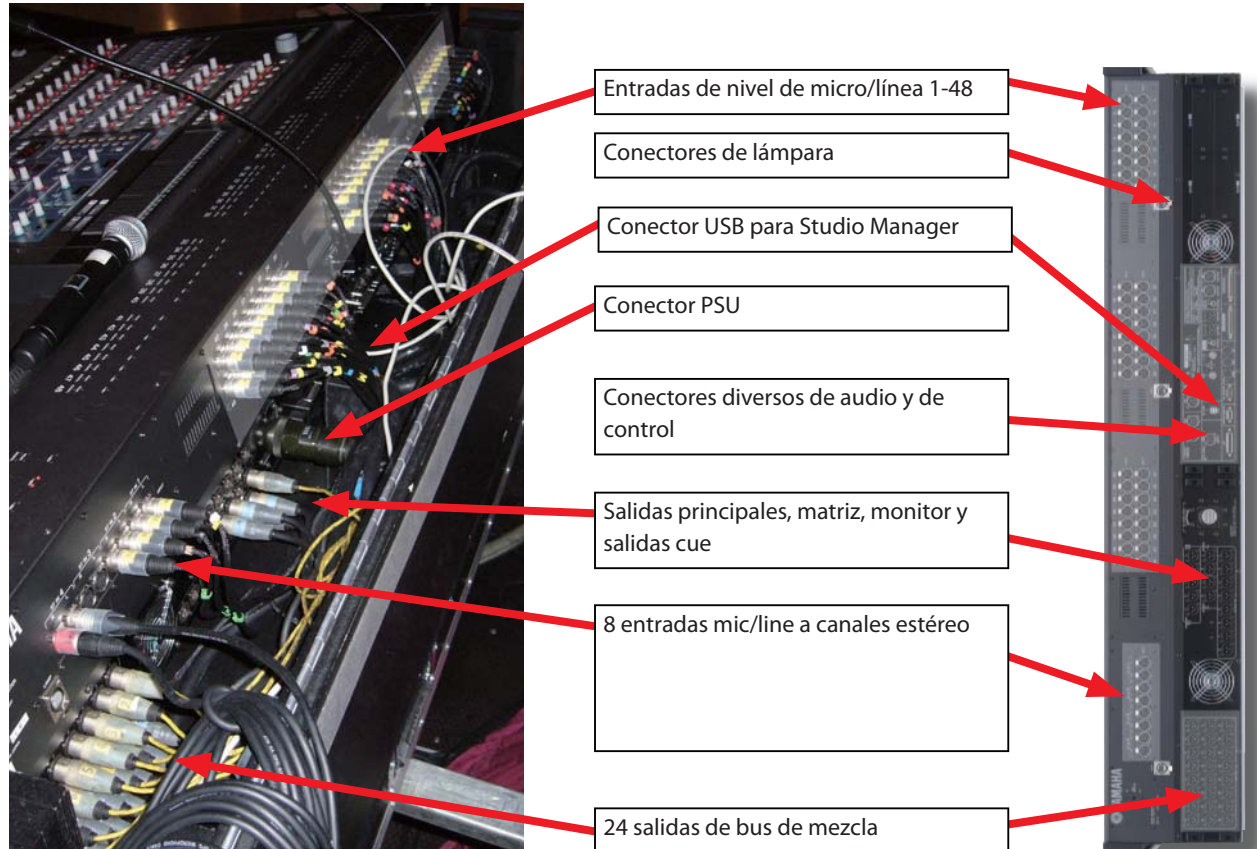 Entradas de nivel de micro/línea 1-48
Conectores de lámpara
Conector USB para Studio Manager
Conector PSU
Conectores diversos de audio y de
control
Salidas principales, matriz, monitor y
salidas cue
8 entradas mic/line a canales estéreo
24 salidas de bus de mezcla
YAMAHA